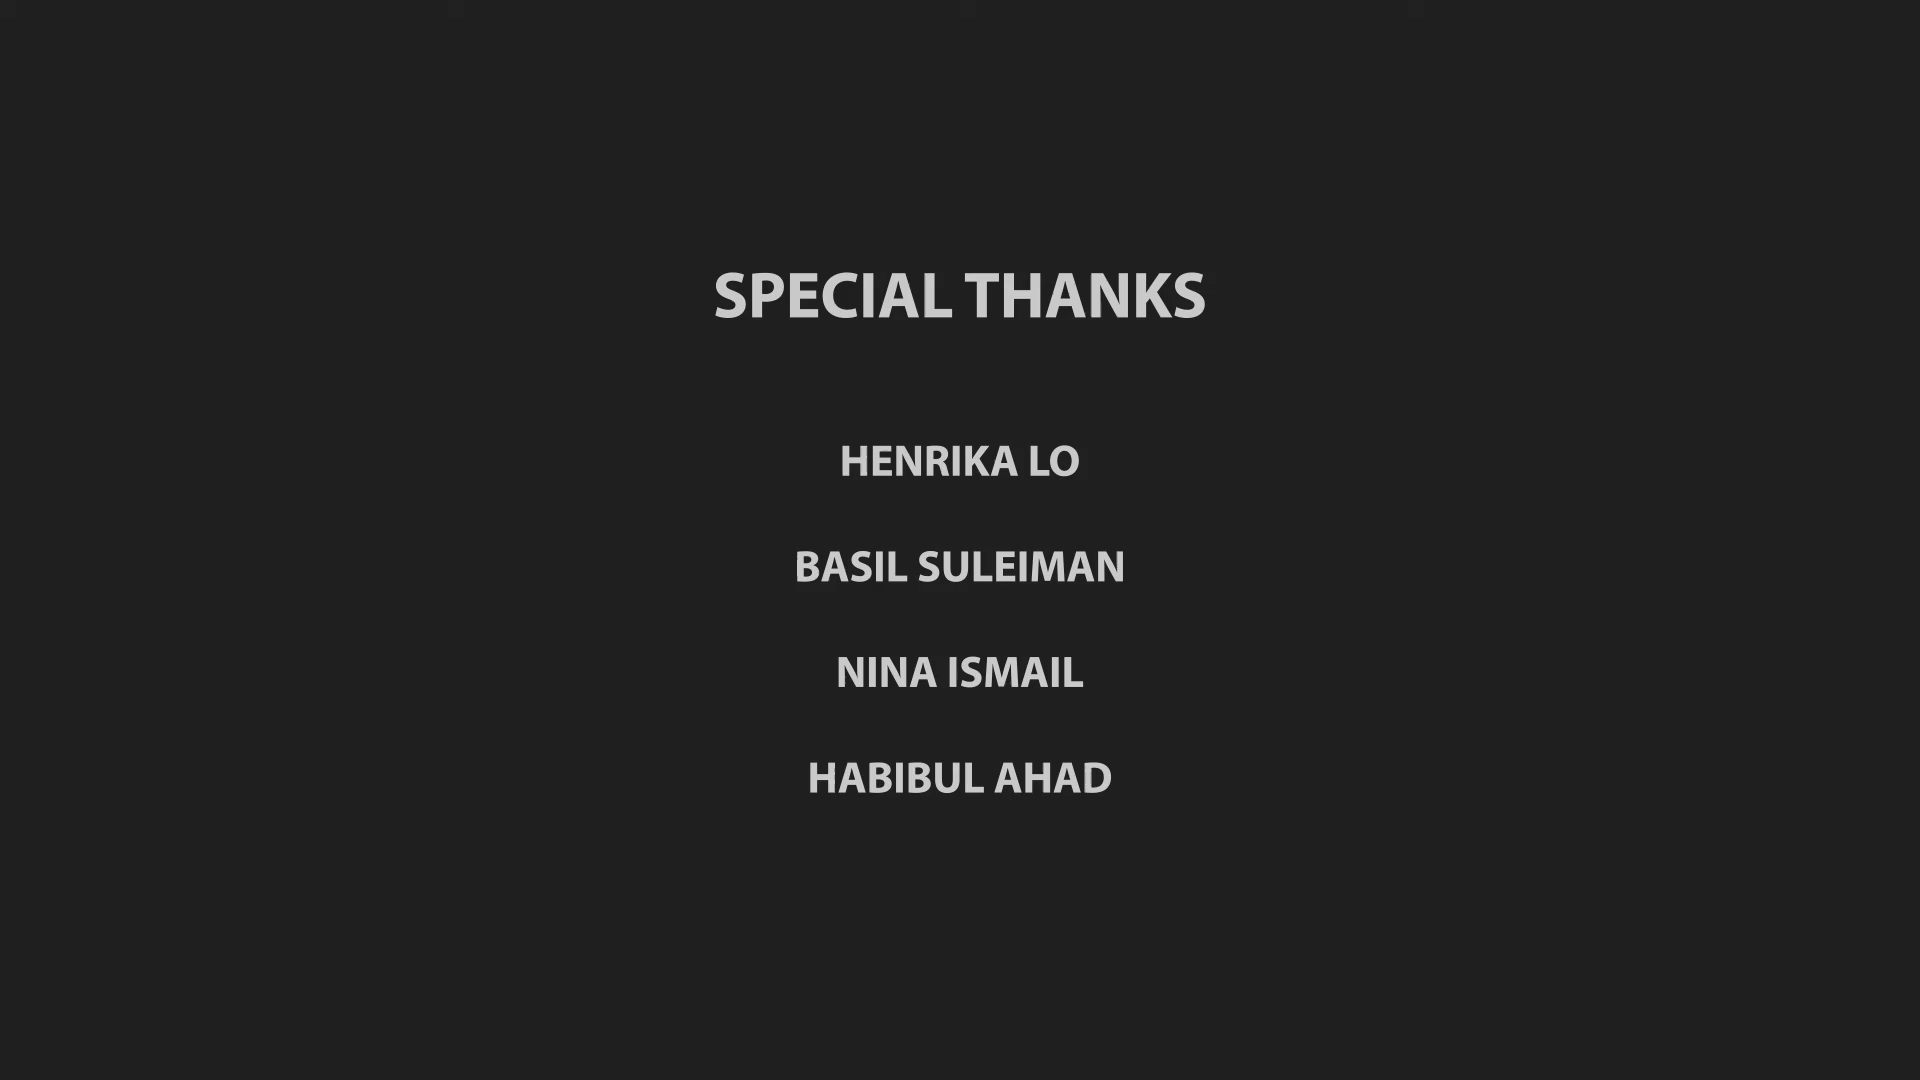 SPECIAL THANKS
HENRIKA LO
BASIL SULEIMAN
NINA ISMAIL
HABIBUL AHAD